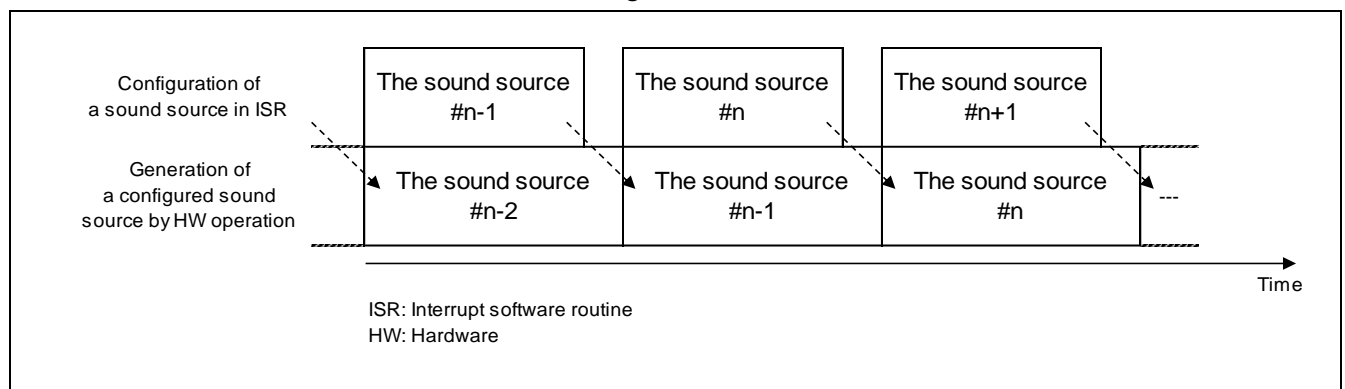 Configuration of
a sound source in ISR
The sound source
#n-1
The sound source
#n
The sound source
#n+1
Generation of
a configured sound
source by HW operation
The sound source
#n-2
The sound source
#n-1
The sound source
#n
---
Time
ISR: Interrupt software routine
HW: Hardware